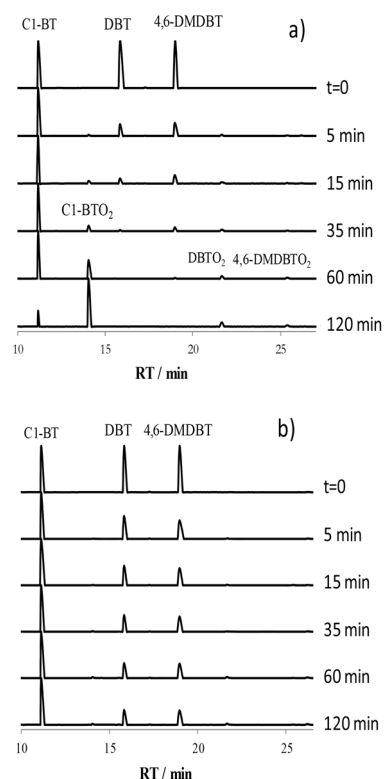 C1-BT DBT 4,6-DMDBT a)
t=0
5 min
15 min
C1-BTO₂
35 min
DBTO₂ 4,6-DMDBTO₂
60 min
120 min
10 15 20 25
RT / min
C1-BT DBT 4,6-DMDBT b)
t=0
5 min
15 min
35 min
60 min
120 min
10 15 20 25
RT / min